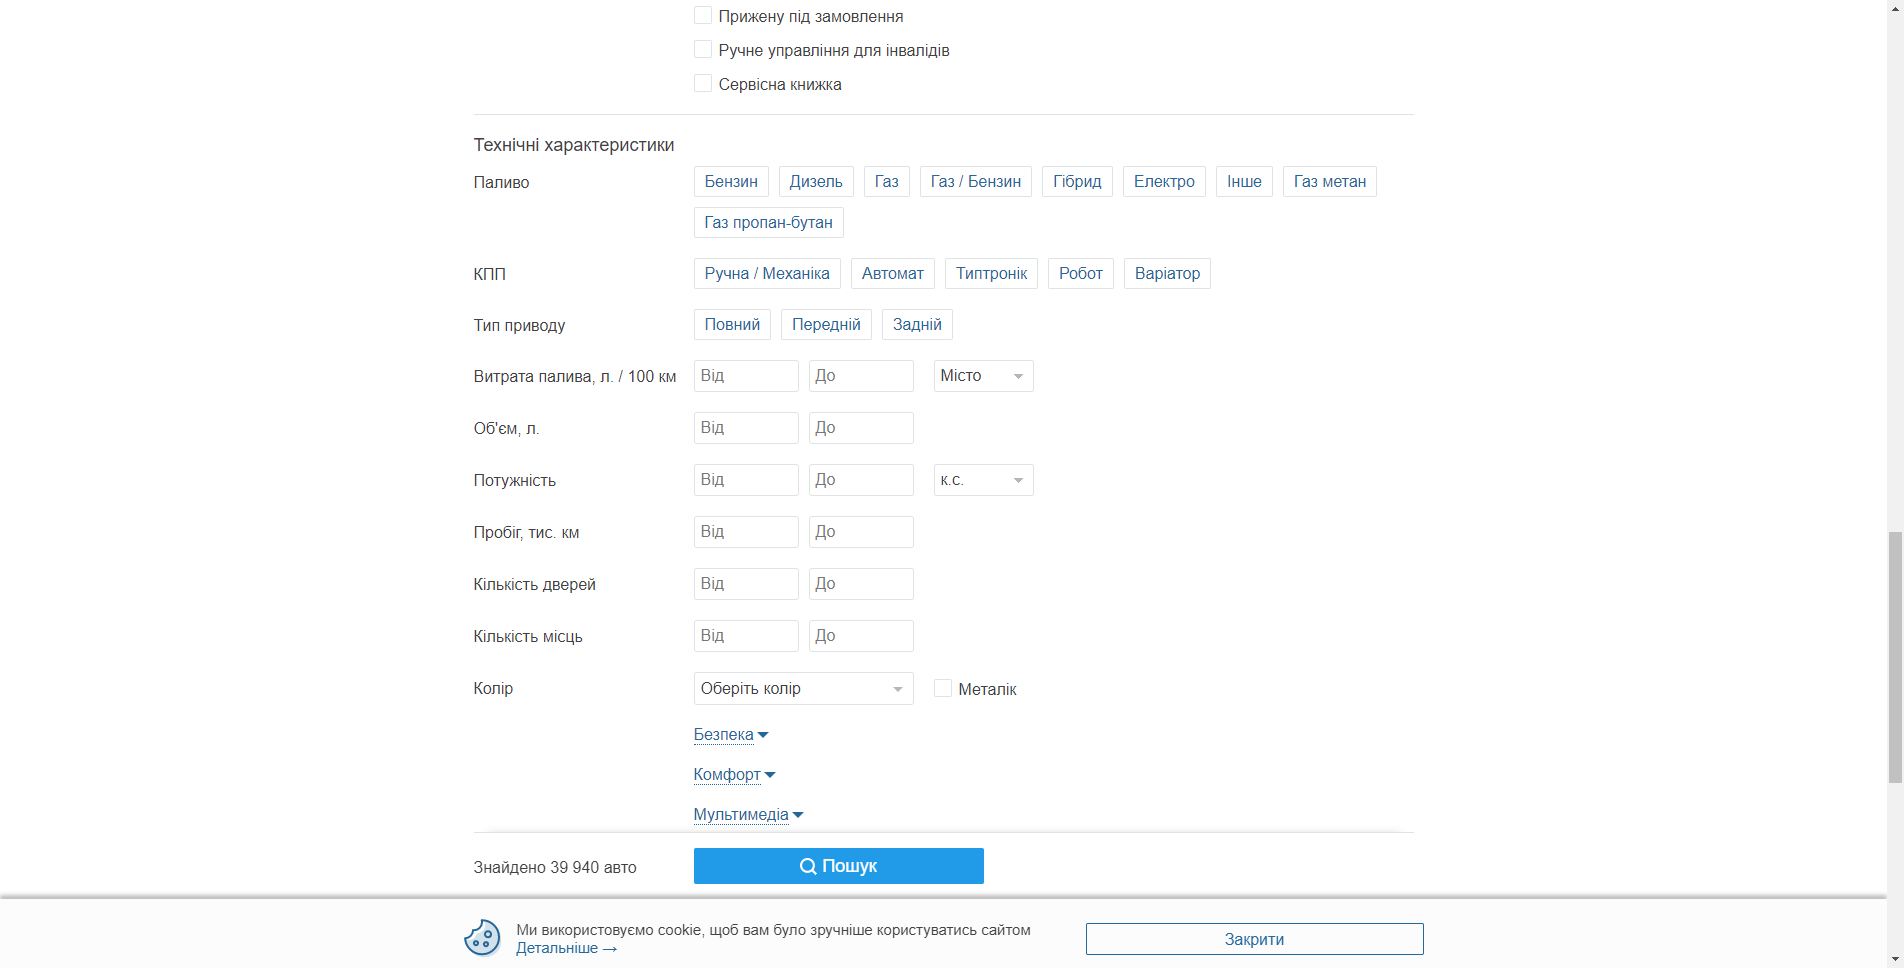 Прижену під замовлення
Ручне управління для інвалідів
Сервісна книжка
Технічні характеристики
Паливо Бензин Дизель Газ Газ / Бензин Гібрид Електро Інше Газ метан
Газ пропан-бутан
КПП Ручна / Механіка Автомат Типтронік Робот Варіатор
Тип приводу Повний Передній Задній
Витрата палива, л. / 100 км Від До Місто
Об'єм, л. Від До
Потужність Від До к.с.
Пробіг, тис. км Від До
Кількість дверей Від До
Кількість місць Від До
Колір Оберіть колір Металік
Безпека
Комфорт
Мультимедіа
Знайдено 39 940 авто Пошук
Ми використовуємо cookie, щоб вам було зручніше користуватись сайтом
Детальніше →
Закрити